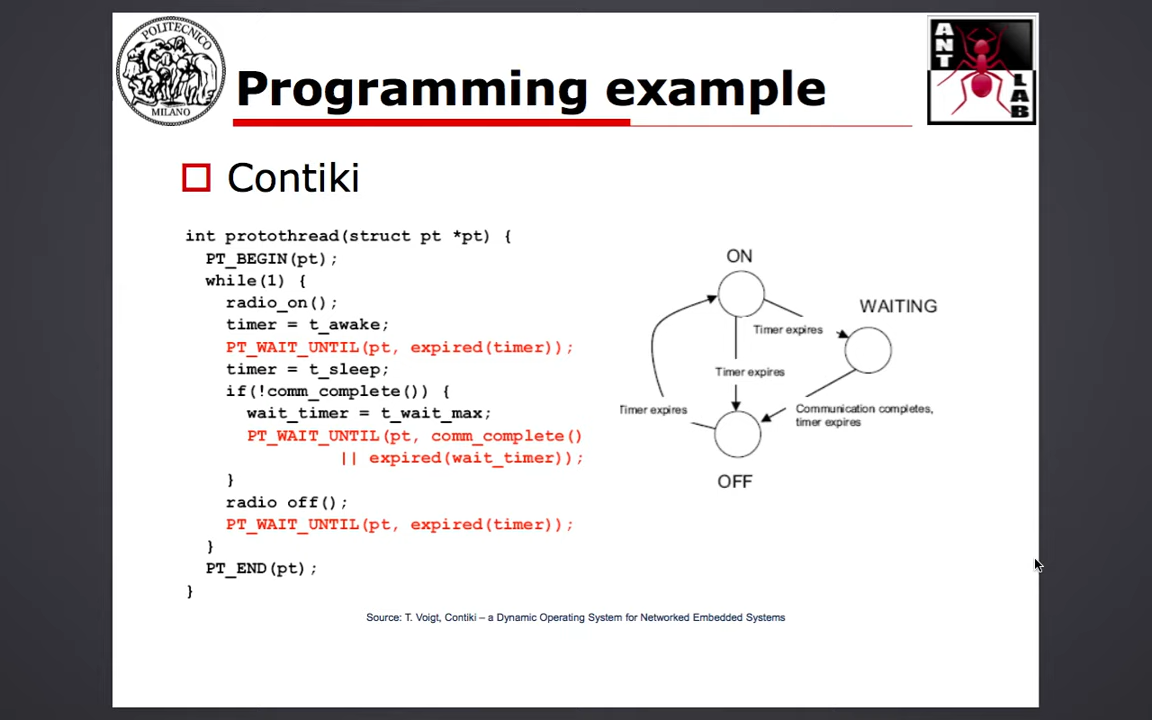 POLITECNICO
MILANO
Programming example
ANT
LAB
Contiki
int protothread(struct pt *pt) {
PT_BEGIN(pt);
while(1) {
radio_on();
timer = t_awake;
PT_WAIT_UNTIL(pt, expired(timer));
timer = t_sleep;
if(!comm_complete()) {
wait_timer = t_wait_max;
PT_WAIT_UNTIL(pt, comm_complete()
|| expired(wait_timer));
}
radio off();
PT_WAIT_UNTIL(pt, expired(timer));
}
PT_END(pt);
}
ON
WAITING
Timer expires
Timer expires
Timer expires
Communication completes,
timer expires
OFF
Source: T. Voigt, Contiki – a Dynamic Operating System for Networked Embedded Systems